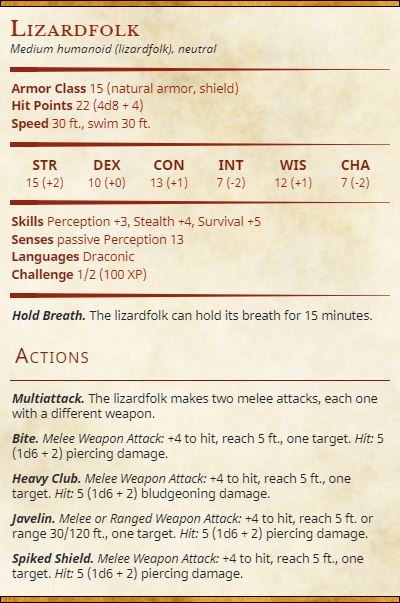 Lizardfolk
Medium humanoid (lizardfolk), neutral
Armor Class 15 (natural armor, shield)
Hit Points 22 (4d8 + 4)
Speed 30 ft., swim 30 ft.
STR DEX CON INT WIS CHA
15 (+2) 10 (+0) 13 (+1) 7 (-2) 12 (+1) 7 (-2)
Skills Perception +3, Stealth +4, Survival +5
Senses passive Perception 13
Languages Draconic
Challenge 1/2 (100 XP)
Hold Breath. The lizardfolk can hold its breath for 15 minutes.
Actions
Multiattack. The lizardfolk makes two melee attacks, each one
with a different weapon.
Bite. Melee Weapon Attack: +4 to hit, reach 5 ft., one target. Hit: 5
(1d6 + 2) piercing damage.
Heavy Club. Melee Weapon Attack: +4 to hit, reach 5 ft., one
target. Hit: 5 (1d6 + 2) bludgeoning damage.
Javelin. Melee or Ranged Weapon Attack: +4 to hit, reach 5 ft. or
range 30/120 ft., one target. Hit: 5 (1d6 + 2) piercing damage.
Spiked Shield. Melee Weapon Attack: +4 to hit, reach 5 ft., one
target. Hit: 5 (1d6 + 2) piercing damage.